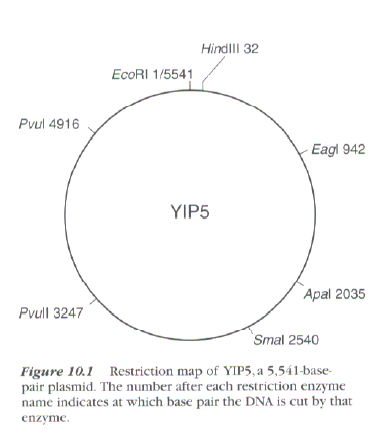 HindIII 32
EcoRI 1/5541
PvuI 4916
EagI 942
YIP5
ApaI 2035
PvuII 3247
SmaI 2540
Figure 10.1 Restriction map of YIP5, a 5,541-base-
pair plasmid. The number after each restriction enzyme
name indicates at which base pair the DNA is cut by that
enzyme.